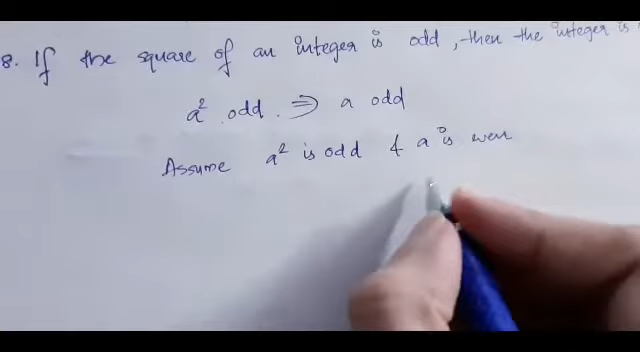 8. If the square of an integer is odd, then the integer is
a² odd. ⇒ a odd
Assume a² is odd & a is even